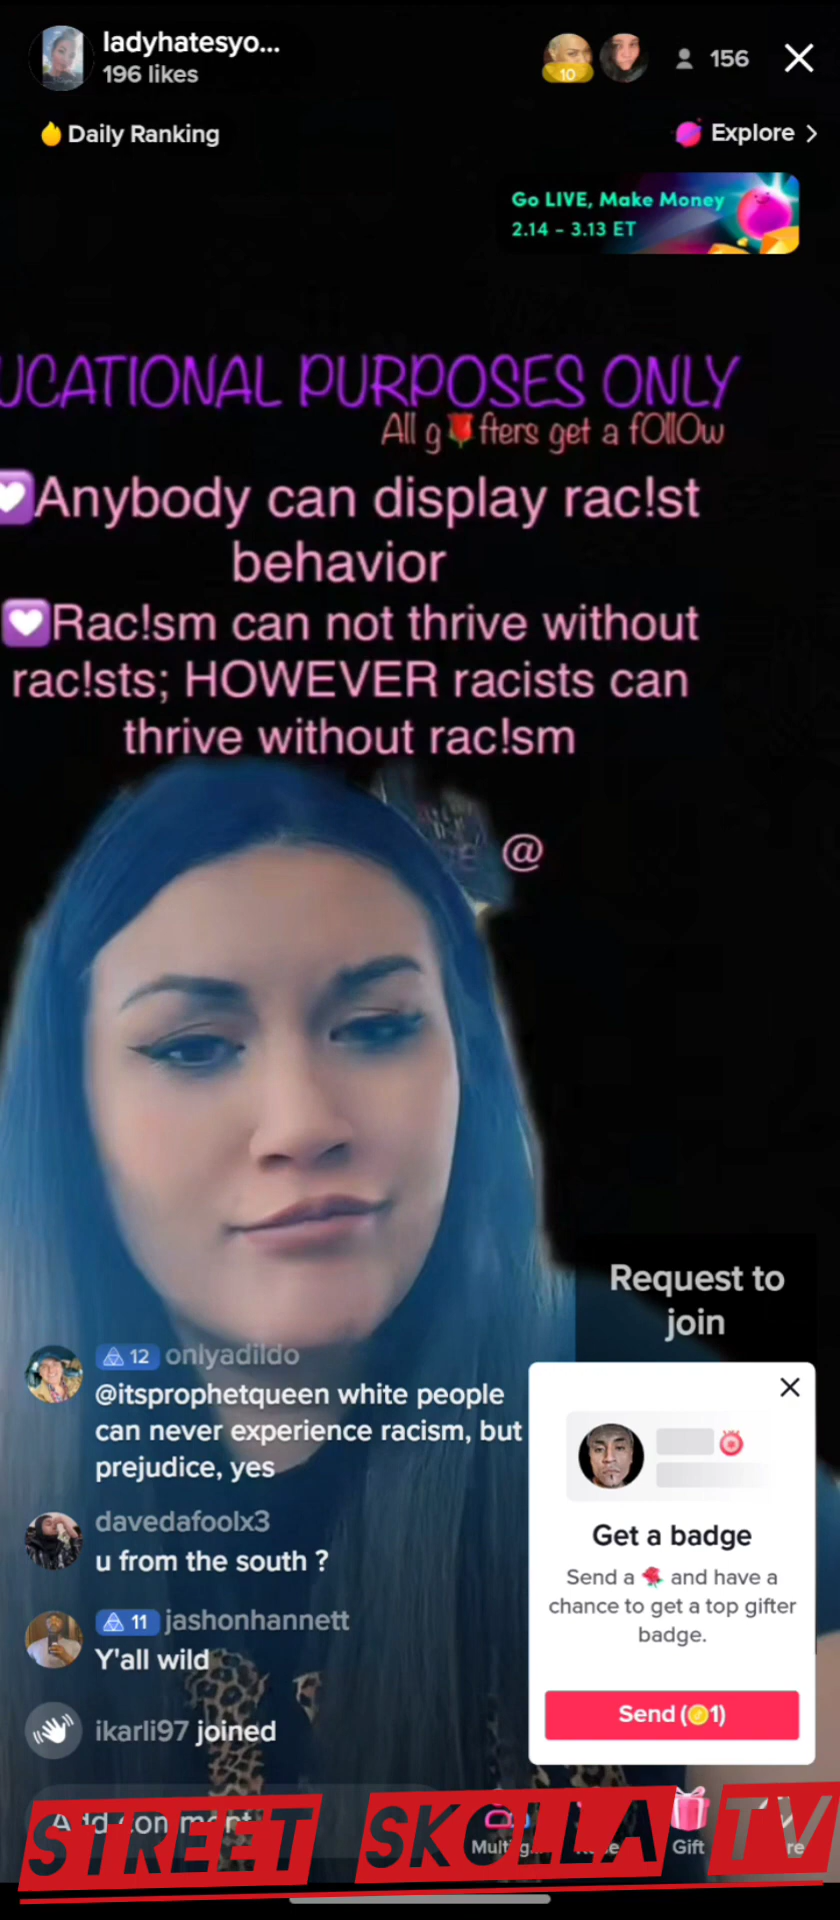 ladyhatesyo...
196 likes
10
156
Daily Ranking
Explore >
Go LIVE, Make Money
2.14 - 3.13 ET
UCATIONAL PURPOSES ONLY
All g🌹fters get a fOllOw
💟Anybody can display rac!st
behavior
💟Rac!sm can not thrive without
rac!sts; HOWEVER racists can
thrive without rac!sm
@
Request to
join
12 onlyadildo
@itsprophetqueen white people
can never experience racism, but
prejudice, yes
davedafoolx3
u from the south ?
11 jashonhannett
Y'all wild
ikarli97 joined
Get a badge
Send a 🌹 and have a
chance to get a top gifter
badge.
Send (1)
Add comment
Gift
STREET SKOLLA TV